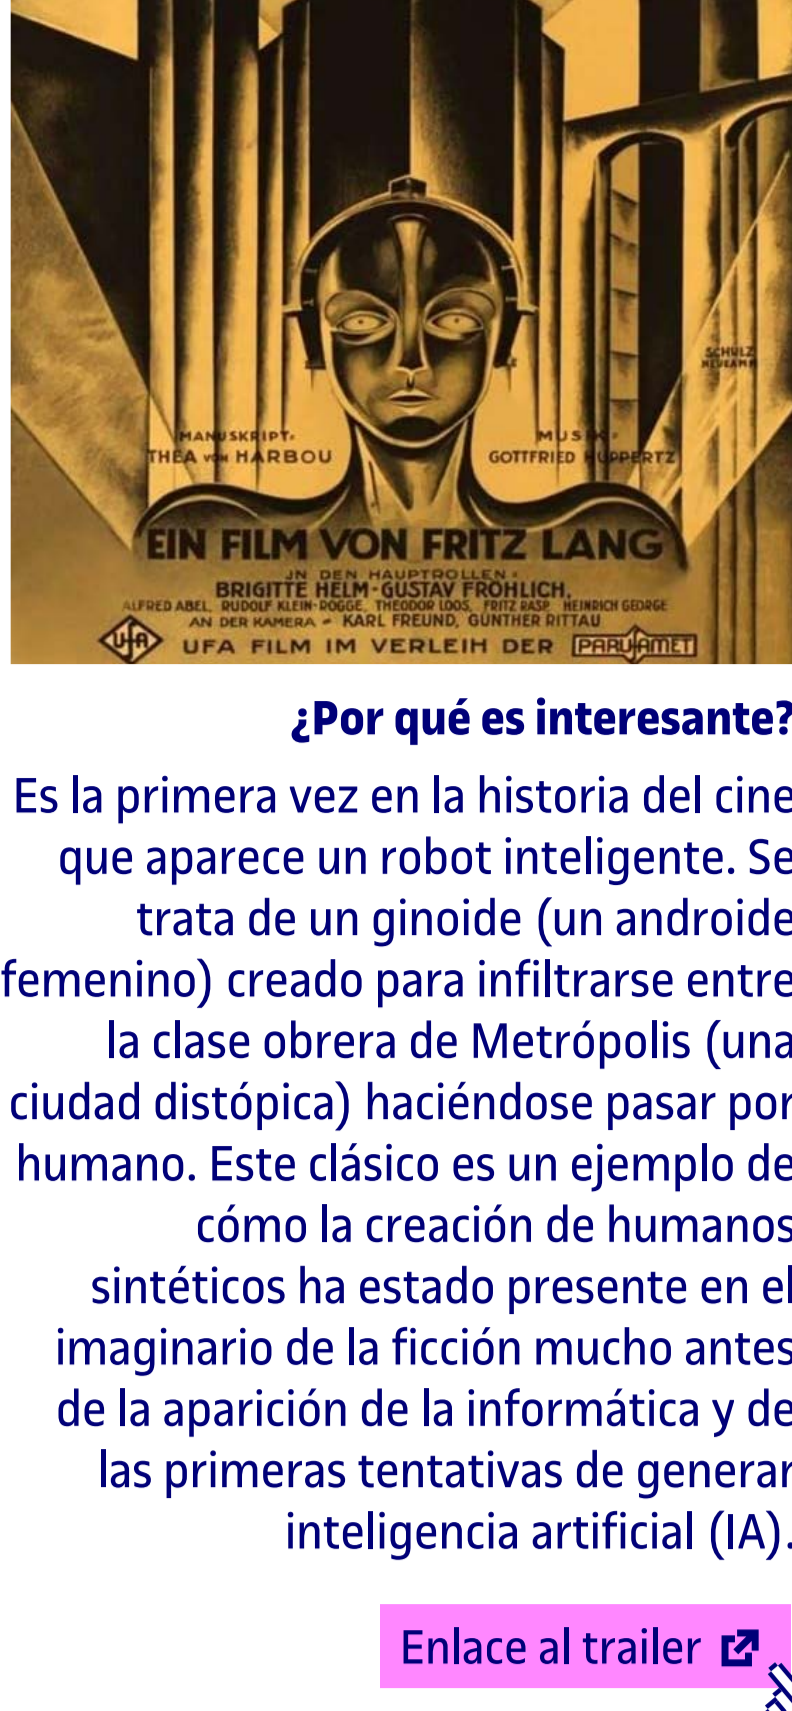 SCHULZ
NEUDAMM
MANUSKRIPT:
THEA VON HARBOU
MUSIK:
GOTTFRIED HUPPERTZ
EIN FILM VON FRITZ LANG
IN DEN HAUPTROLLEN:
BRIGITTE HELM-GUSTAV FRÖHLICH,
ALFRED ABEL, RUDOLF KLEIN-ROGGE, THEODOR LOOS, FRITZ RASP, HEINRICH GEORGE
AN DER KAMERA - KARL FREUND, GÜNTHER RITTAU
UFA UFA FILM IM VERLEIH DER PARUFAMET
¿Por qué es interesante?
Es la primera vez en la historia del cine
que aparece un robot inteligente. Se
trata de un ginoide (un androide
femenino) creado para infiltrarse entre
la clase obrera de Metrópolis (una
ciudad distópica) haciéndose pasar por
humano. Este clásico es un ejemplo de
cómo la creación de humanos
sintéticos ha estado presente en el
imaginario de la ficción mucho antes
de la aparición de la informática y de
las primeras tentativas de generar
inteligencia artificial (IA).
Enlace al trailer